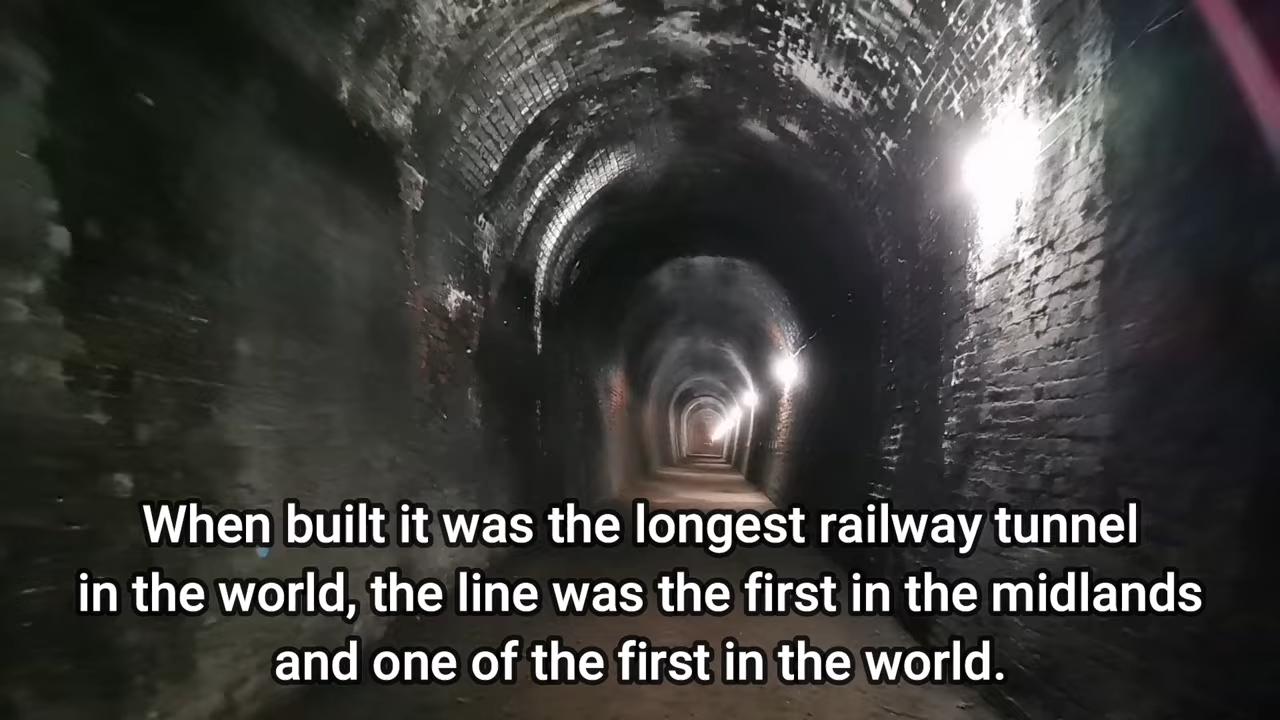 When built it was the longest railway tunnel
in the world, the line was the first in the midlands
and one of the first in the world.